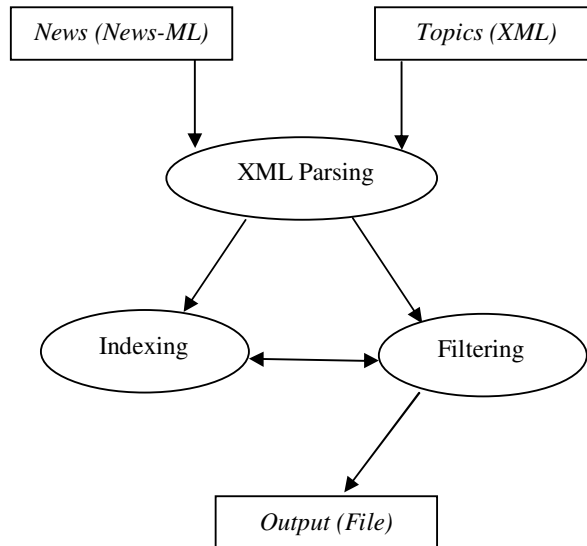 News (News-ML)
Topics (XML)
XML Parsing
Indexing
Filtering
Output (File)